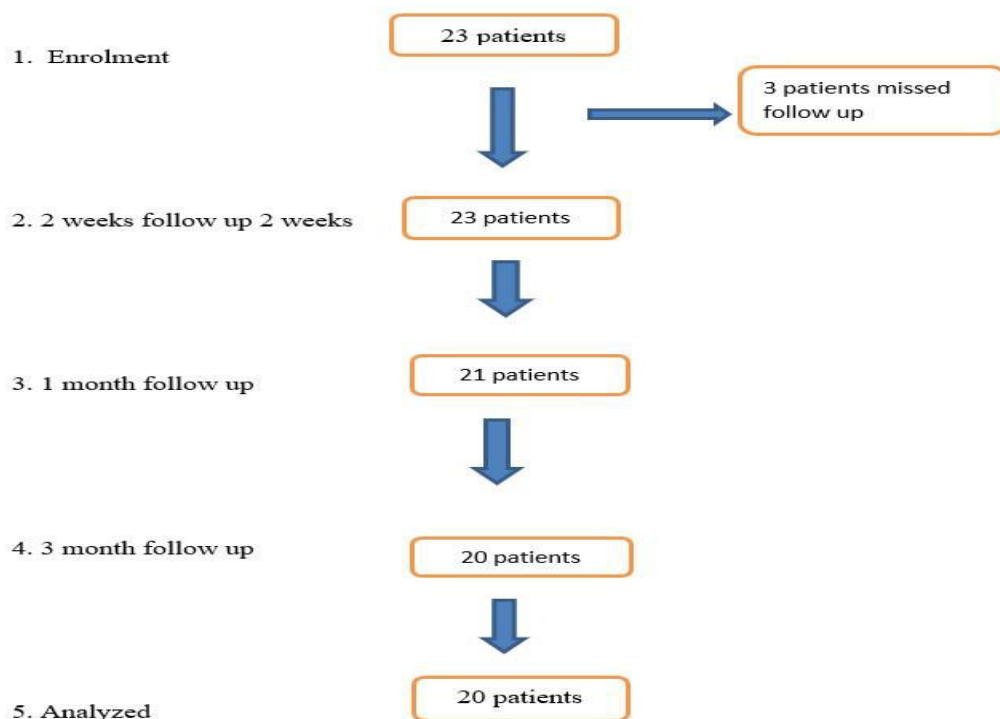 23 patients
1. Enrolment
3 patients missed
follow up
2. 2 weeks follow up 2 weeks
23 patients
3. 1 month follow up
21 patients
4. 3 month follow up
20 patients
20 patients
5. Analyzed